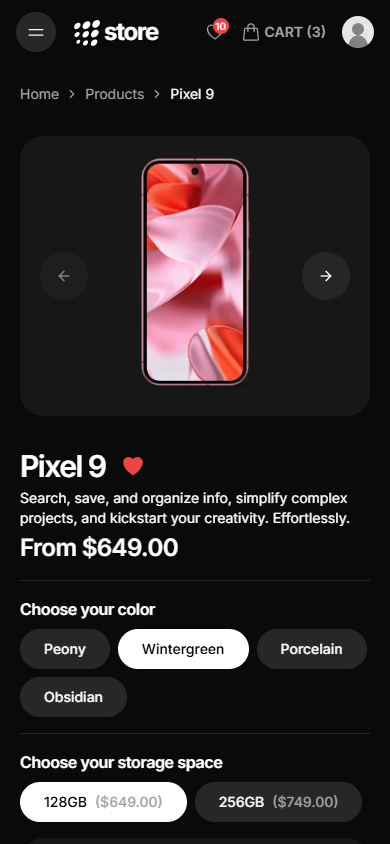 store
10
CART (3)
Home > Products > Pixel 9
Pixel 9
Search, save, and organize info, simplify complex
projects, and kickstart your creativity. Effortlessly.
From $649.00
Choose your color
Peony
Wintergreen
Porcelain
Obsidian
Choose your storage space
128GB ($649.00)
256GB ($749.00)